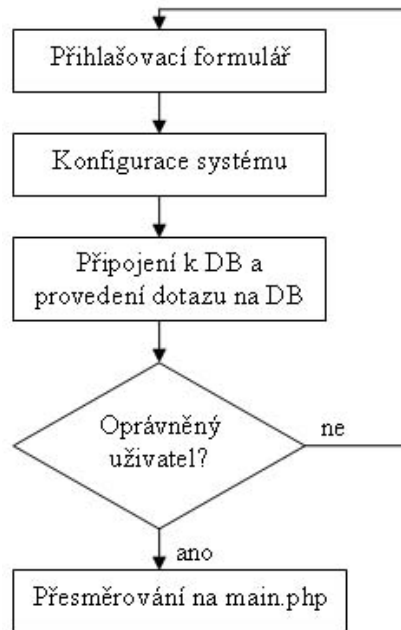 Přihlašovací formulář
Konfigurace systému
Připojení k DB a
provedení dotazu na DB
Oprávněný
uživatel?
ne
ano
Přesměrování na main.php